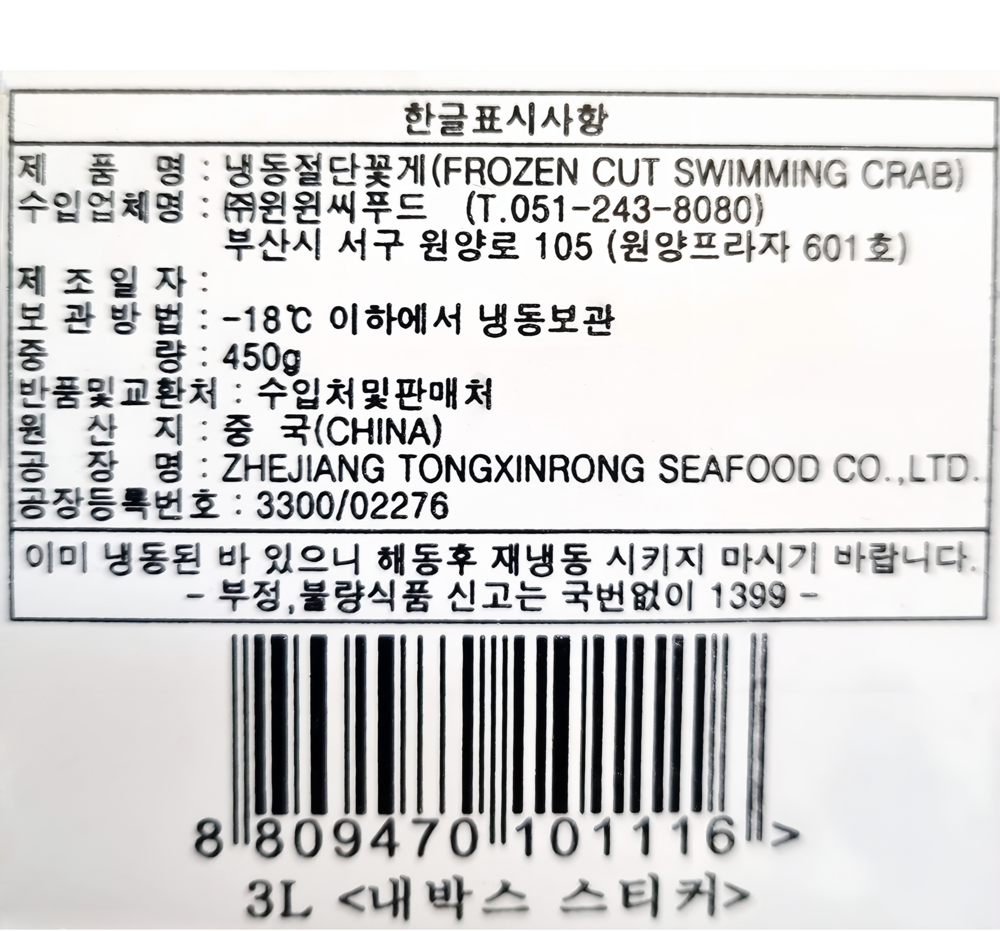 한글표시사항
제 품 명 : 냉동절단꽃게(FROZEN CUT SWIMMING CRAB)
수입업체명 : ㈜윈윈씨푸드 (T.051-243-8080)
부산시 서구 원양로 105 (원양프라자 601호)
제 조 일 자 :
보 관 방 법 : -18℃ 이하에서 냉동보관
중 량 : 450g
반품및교환처 : 수입처및판매처
원 산 지 : 중 국(CHINA)
공 장 명 : ZHEJIANG TONGXINRONG SEAFOOD CO.,LTD.
공장등록번호 : 3300/02276
이미 냉동된 바 있으니 해동후 재냉동 시키지 마시기 바랍니다.
- 부정,불량식품 신고는 국번없이 1399 -
8 809470 101116 >
3L <내박스 스티커>